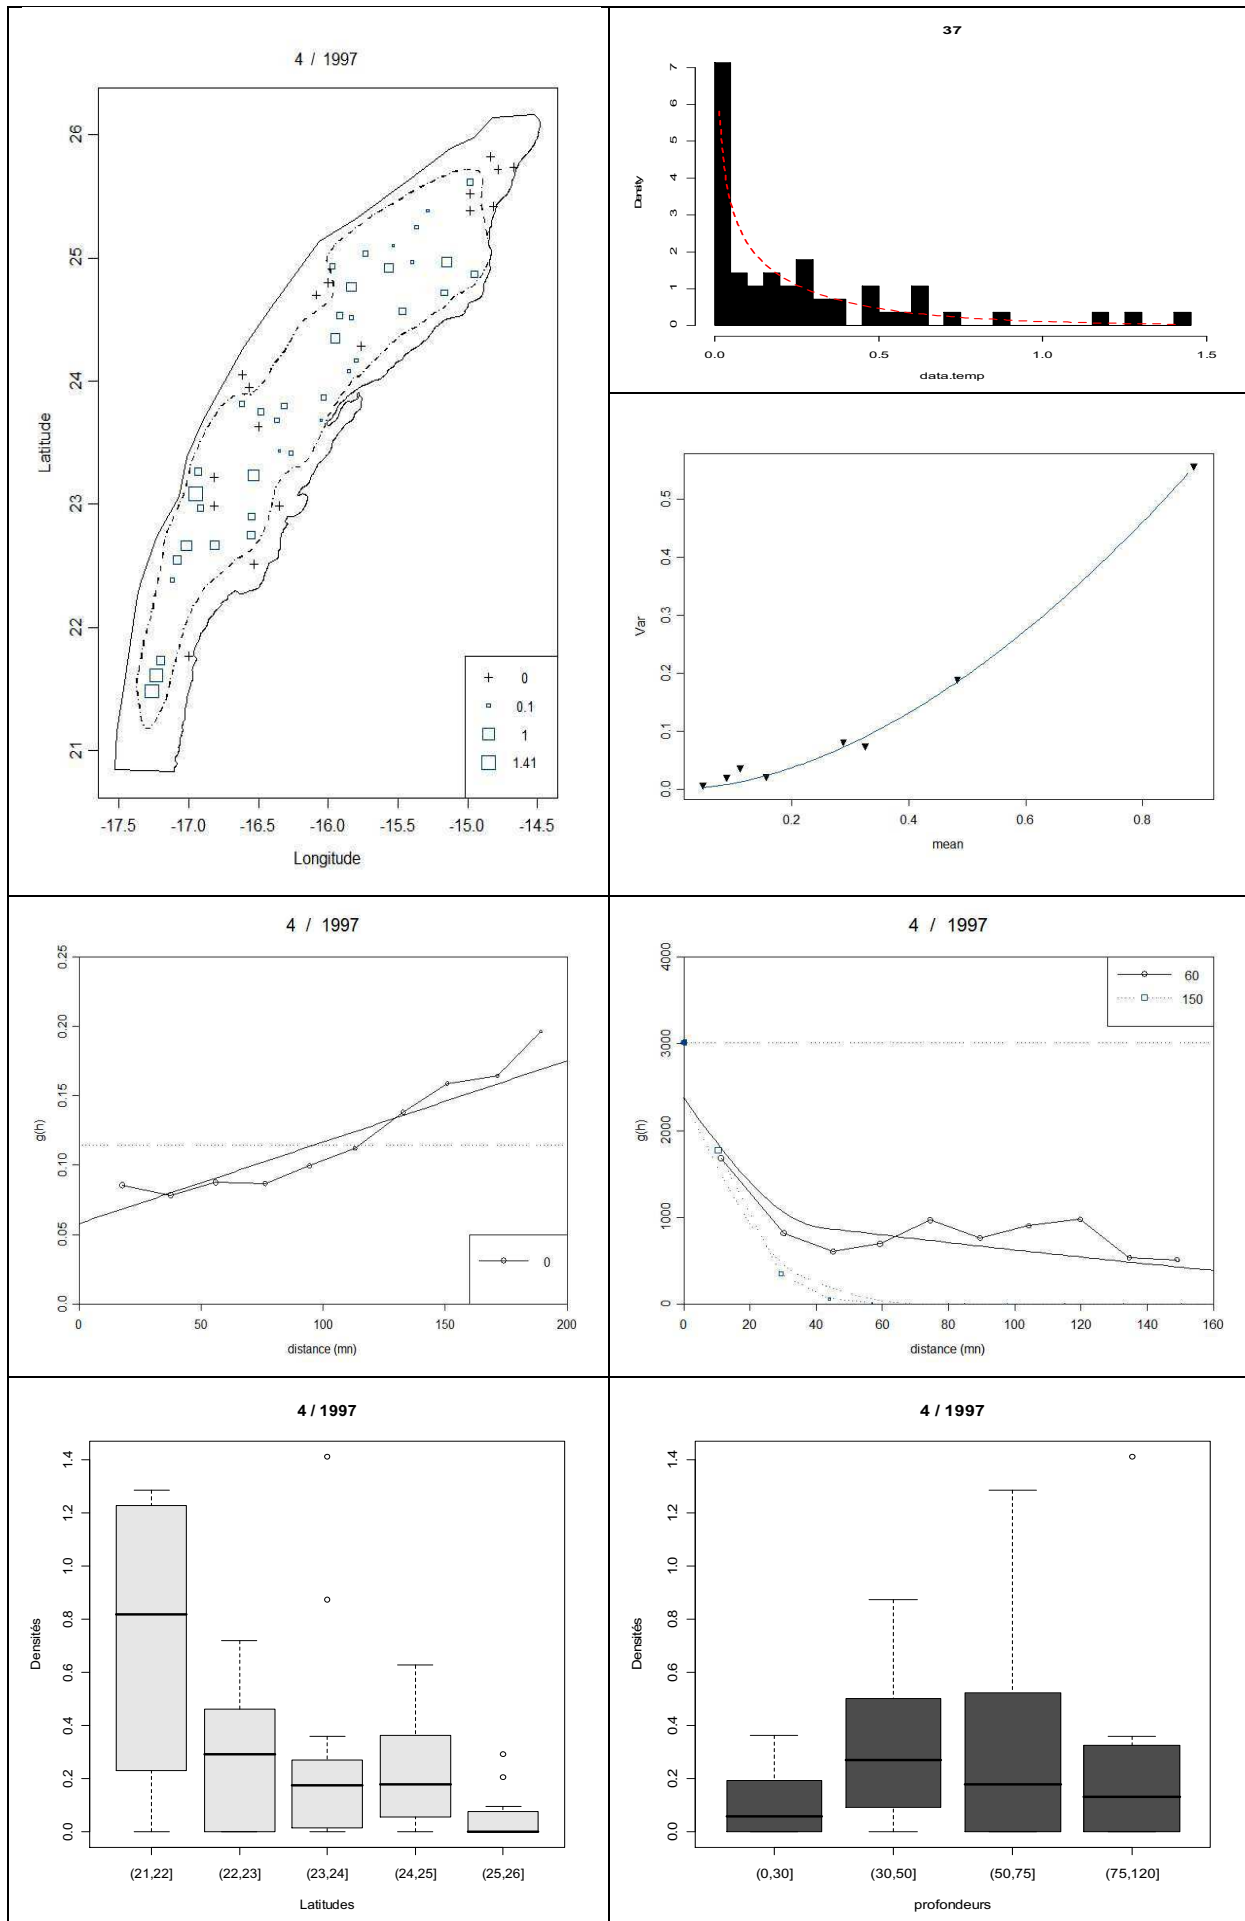 4 / 1997
26
25
24
23
22
21
Latitude
-17.5 -17.0 -16.5 -16.0 -15.5 -15.0 -14.5
Longitude
0
0.1
1
1.41
37
7
6
5
4
3
2
1
0
Density
0.0 0.5 1.0 1.5
data.temp
0.5
0.4
0.3
0.2
0.1
0.0
Var
0.2 0.4 0.6 0.8
mean
4 / 1997
0.25
0.20
0.15
0.10
0.05
0.0
g(h)
0
0 50 100 150 200
distance (mn)
4 / 1997
4000
3000
2000
1000
0
g(h)
60
150
0 20 40 60 80 100 120 140 160
distance (mn)
4 / 1997
1.4
1.2
1.0
0.8
0.6
0.4
0.2
0.0
Densités
(21,22] (22,23] (23,24] (24,25] (25,26]
Latitudes
4 / 1997
1.4
1.2
1.0
0.8
0.6
0.4
0.2
0.0
Densités
(0,30] (30,50] (50,75] (75,120]
profondeurs